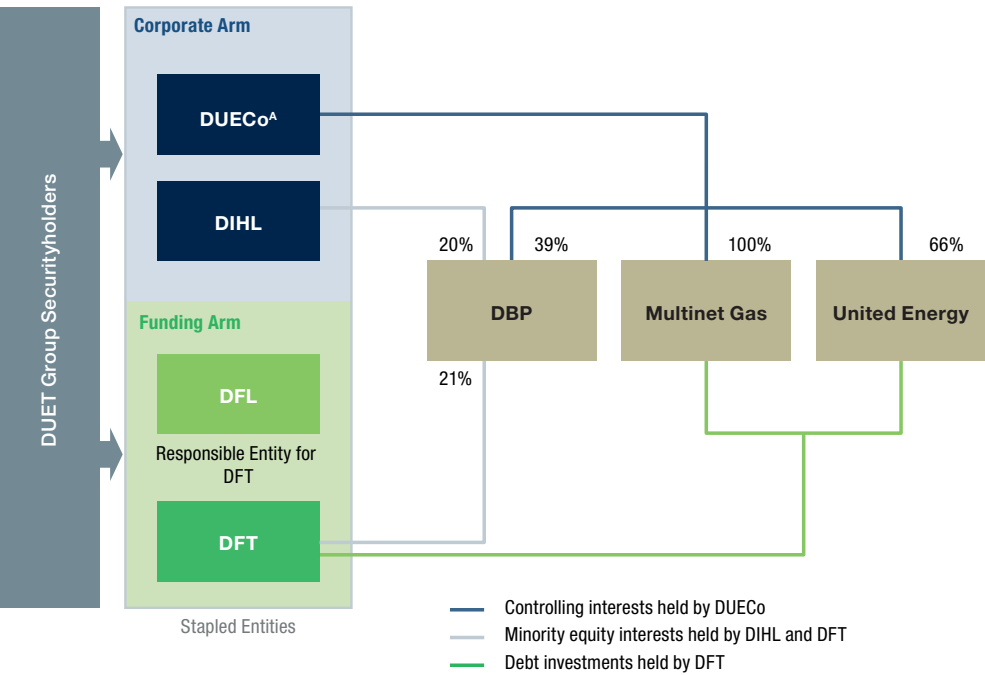 DUET Group Securityholders
Corporate Arm
DUECoᴬ
DIHL
Funding Arm
DFL
Responsible Entity for
DFT
DFT
Stapled Entities
20%
39%
100%
66%
DBP
Multinet Gas
United Energy
21%
Controlling interests held by DUECo
Minority equity interests held by DIHL and DFT
Debt investments held by DFT